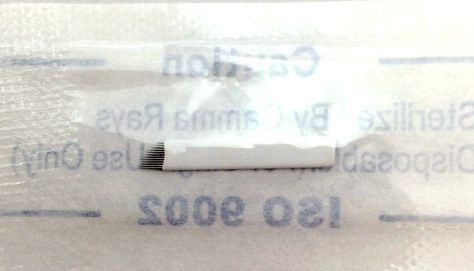 Caution
Sterilize By Gamma Rays
Disposable( Use Only)
ISO 9002